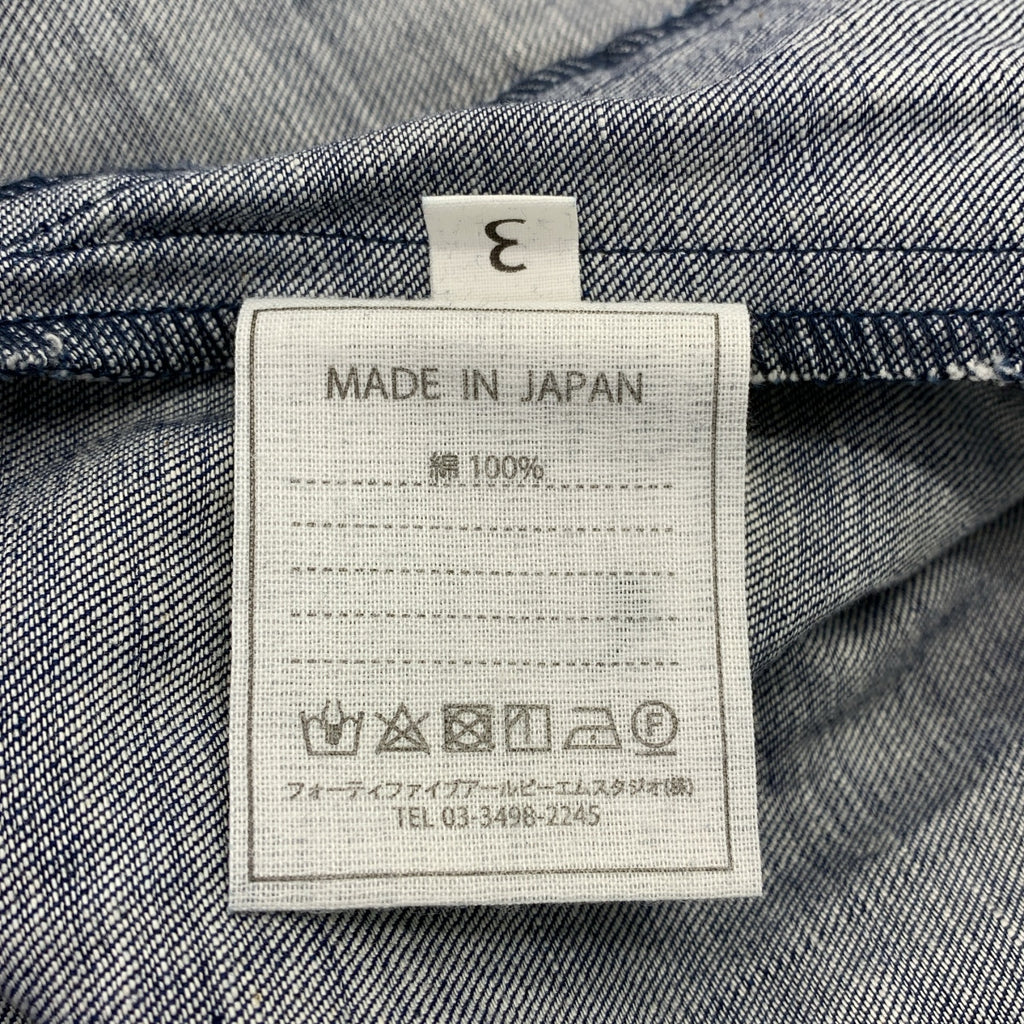 3
MADE IN JAPAN
綿 100%
F
フォーティファイブアールピーエムスタジオ(株)
TEL 03-3498-2245